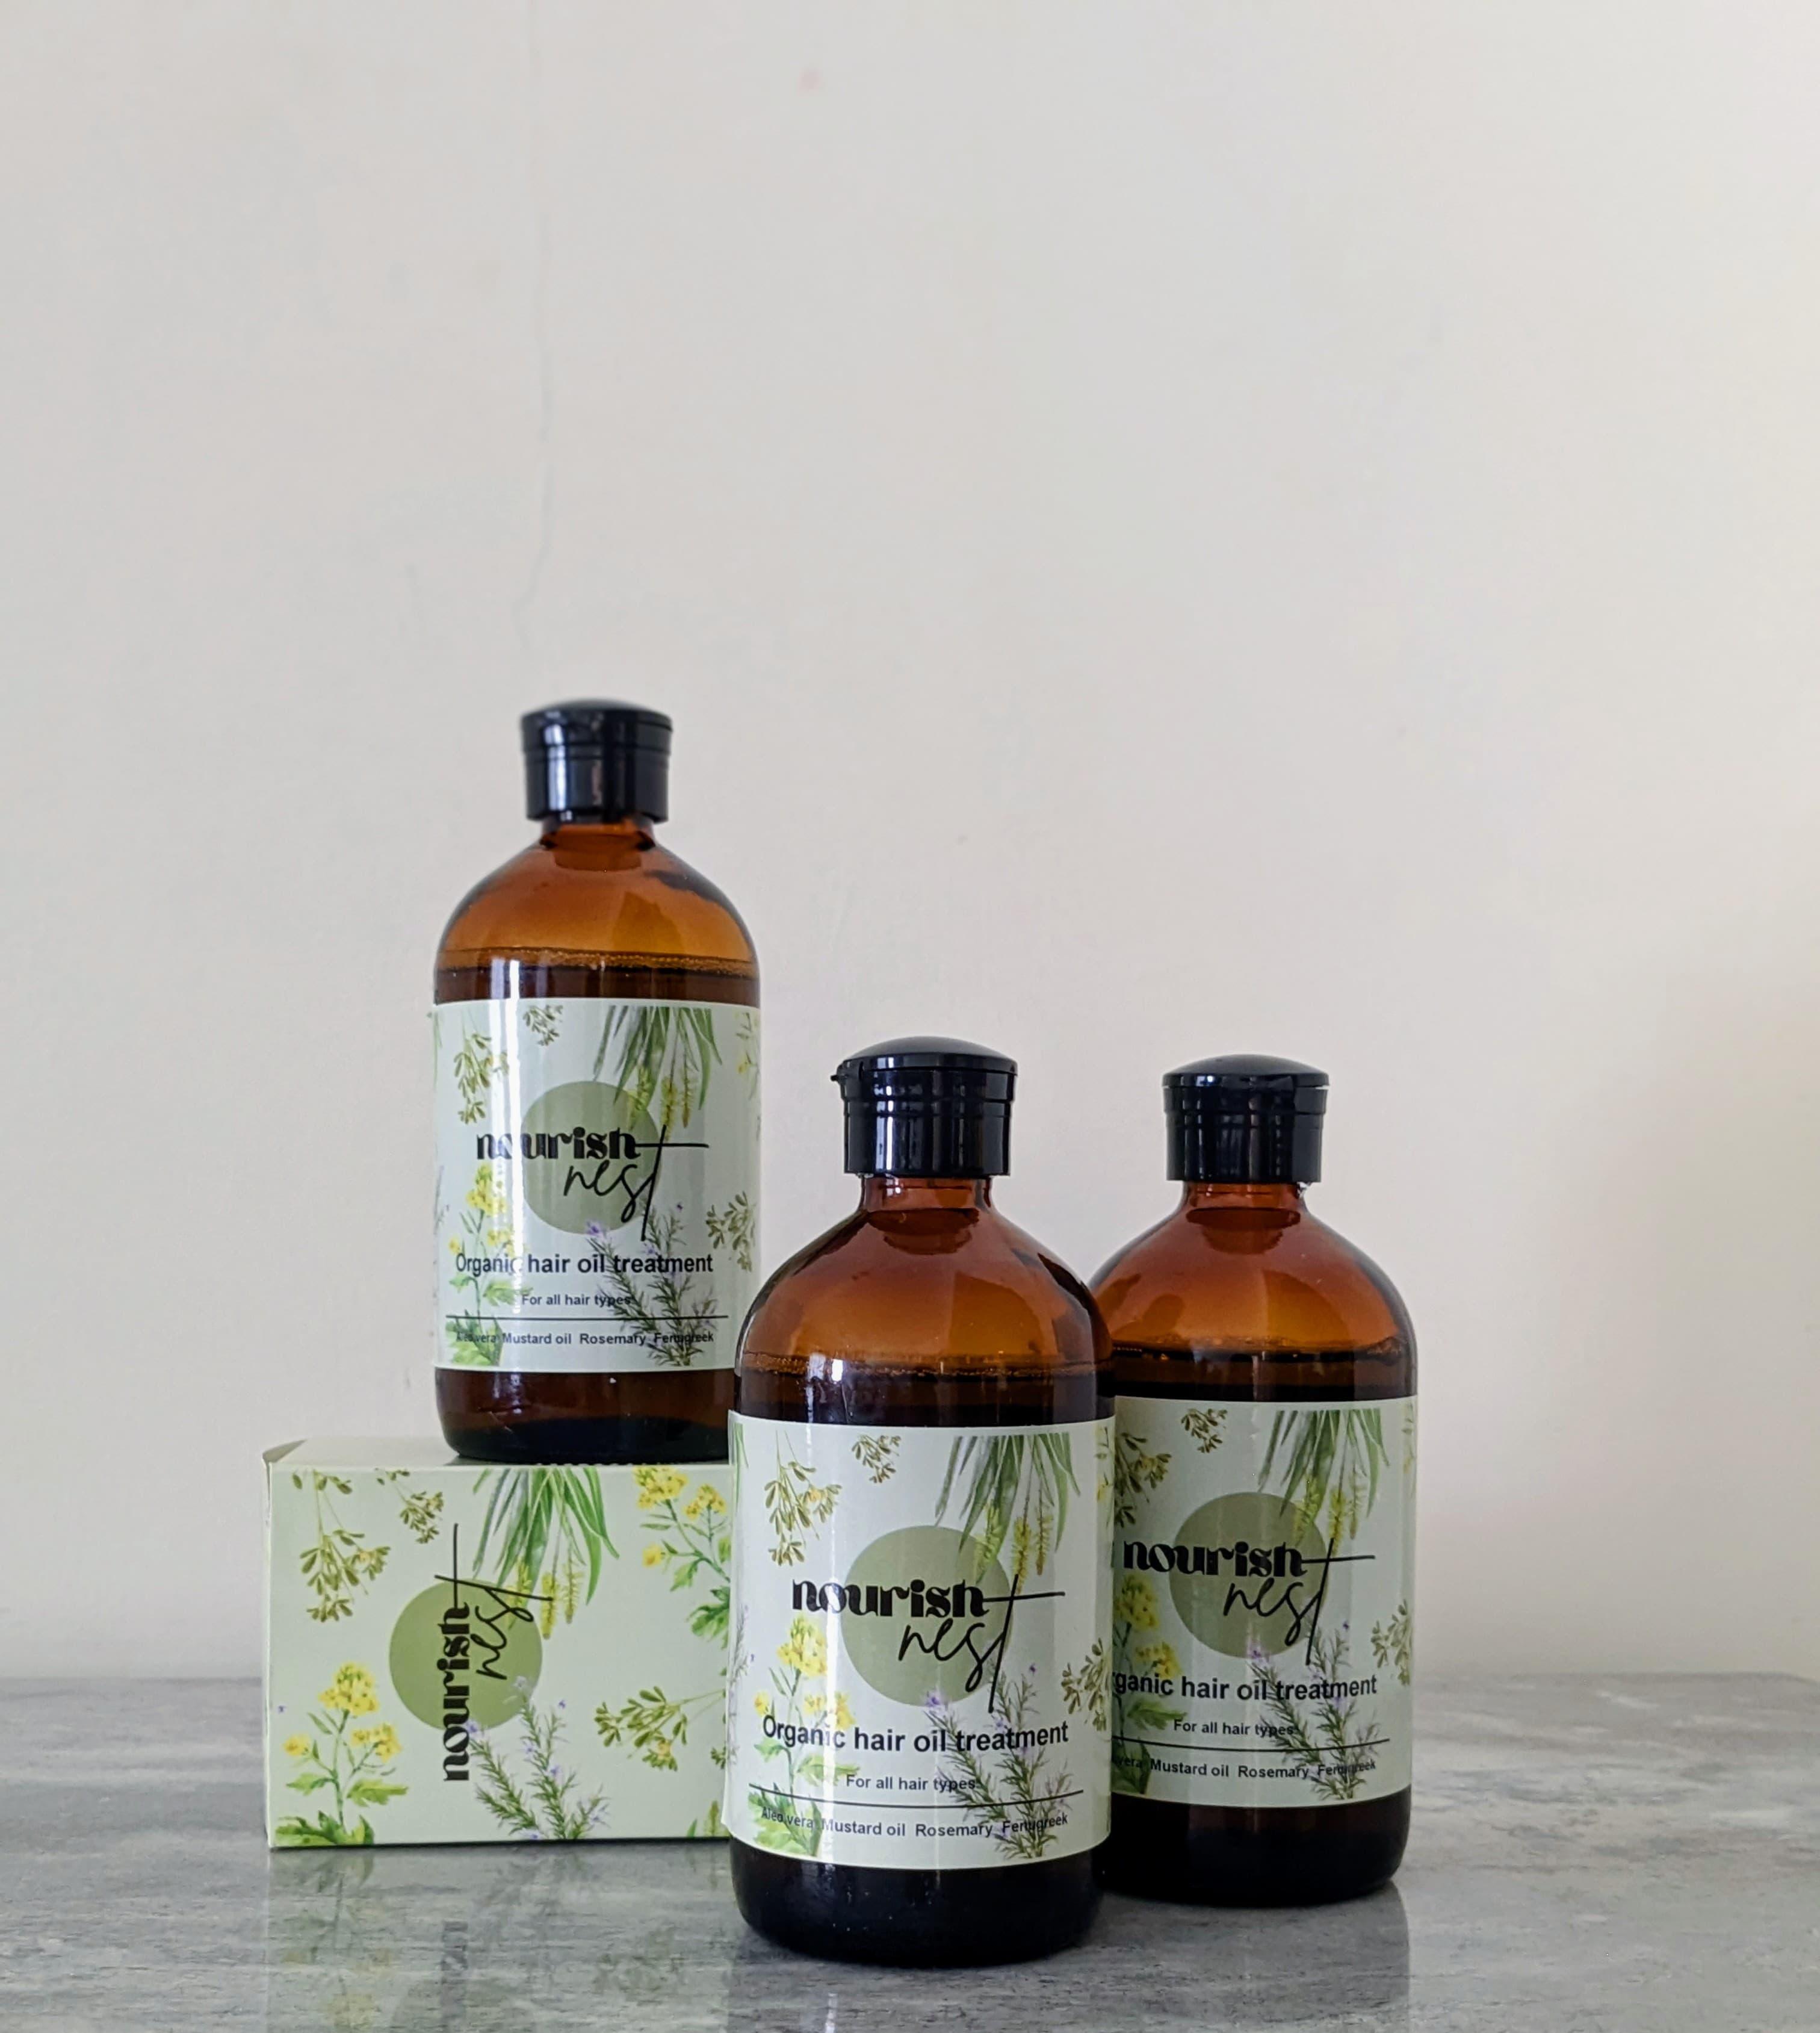 nourish
nest
Organic hair oil treatment
For all hair types
Aleo vera Mustard oil Rosemary Fenugreek
nourish
nest
nourish
nest
Organic hair oil treatment
For all hair types
Aleo vera Mustard oil Rosemary Fenugreek
nourish
nest
rganic hair oil treatment
For all hair types
vera Mustard oil Rosemary Fenugreek